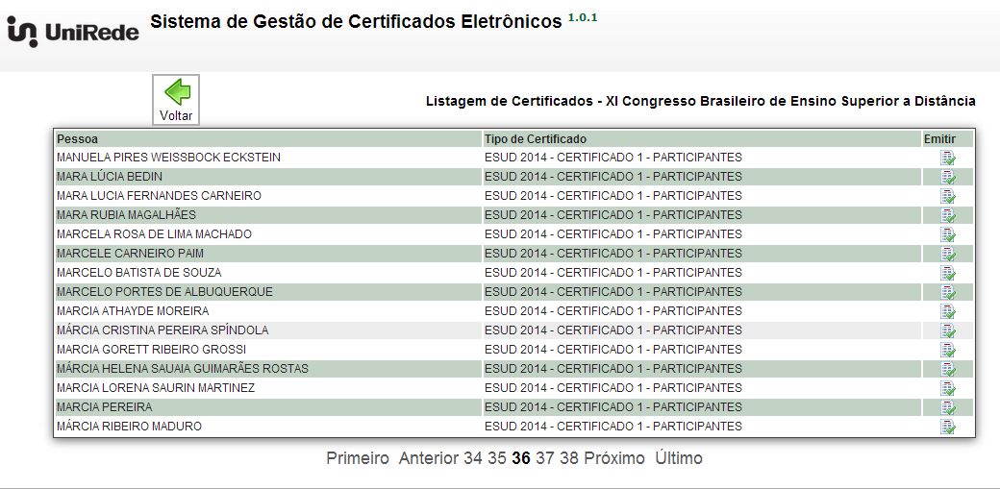 UniRede
Sistema de Gestão de Certificados Eletrônicos 1.0.1
Voltar
Listagem de Certificados - XI Congresso Brasileiro de Ensino Superior a Distância
Pessoa Tipo de Certificado Emitir
MANUELA PIRES WEISSBOCK ECKSTEIN ESUD 2014 - CERTIFICADO 1 - PARTICIPANTES
MARA LÚCIA BEDIN ESUD 2014 - CERTIFICADO 1 - PARTICIPANTES
MARA LUCIA FERNANDES CARNEIRO ESUD 2014 - CERTIFICADO 1 - PARTICIPANTES
MARA RUBIA MAGALHÃES ESUD 2014 - CERTIFICADO 1 - PARTICIPANTES
MARCELA ROSA DE LIMA MACHADO ESUD 2014 - CERTIFICADO 1 - PARTICIPANTES
MARCELE CARNEIRO PAIM ESUD 2014 - CERTIFICADO 1 - PARTICIPANTES
MARCELO BATISTA DE SOUZA ESUD 2014 - CERTIFICADO 1 - PARTICIPANTES
MARCELO PORTES DE ALBUQUERQUE ESUD 2014 - CERTIFICADO 1 - PARTICIPANTES
MARCIA ATHAYDE MOREIRA ESUD 2014 - CERTIFICADO 1 - PARTICIPANTES
MÁRCIA CRISTINA PEREIRA SPÍNDOLA ESUD 2014 - CERTIFICADO 1 - PARTICIPANTES
MARCIA GORETT RIBEIRO GROSSI ESUD 2014 - CERTIFICADO 1 - PARTICIPANTES
MÁRCIA HELENA SAUAIA GUIMARÃES ROSTAS ESUD 2014 - CERTIFICADO 1 - PARTICIPANTES
MARCIA LORENA SAURIN MARTINEZ ESUD 2014 - CERTIFICADO 1 - PARTICIPANTES
MARCIA PEREIRA ESUD 2014 - CERTIFICADO 1 - PARTICIPANTES
MÁRCIA RIBEIRO MADURO ESUD 2014 - CERTIFICADO 1 - PARTICIPANTES
Primeiro Anterior 34 35 36 37 38 Próximo Último